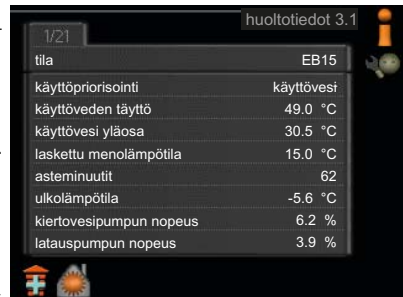 huoltotiedot 3.1
1/21
tila EB15
käyttöpriorisointi käyttövesi
käyttöveden täyttö 49.0 °C
käyttövesi yläosa 30.5 °C
laskettu menolämpötila 15.0 °C
asteminuutit 62
ulkolämpötila -5.6 °C
kiertovesipumpun nopeus 6.2 %
latauspumpun nopeus 3.9 %